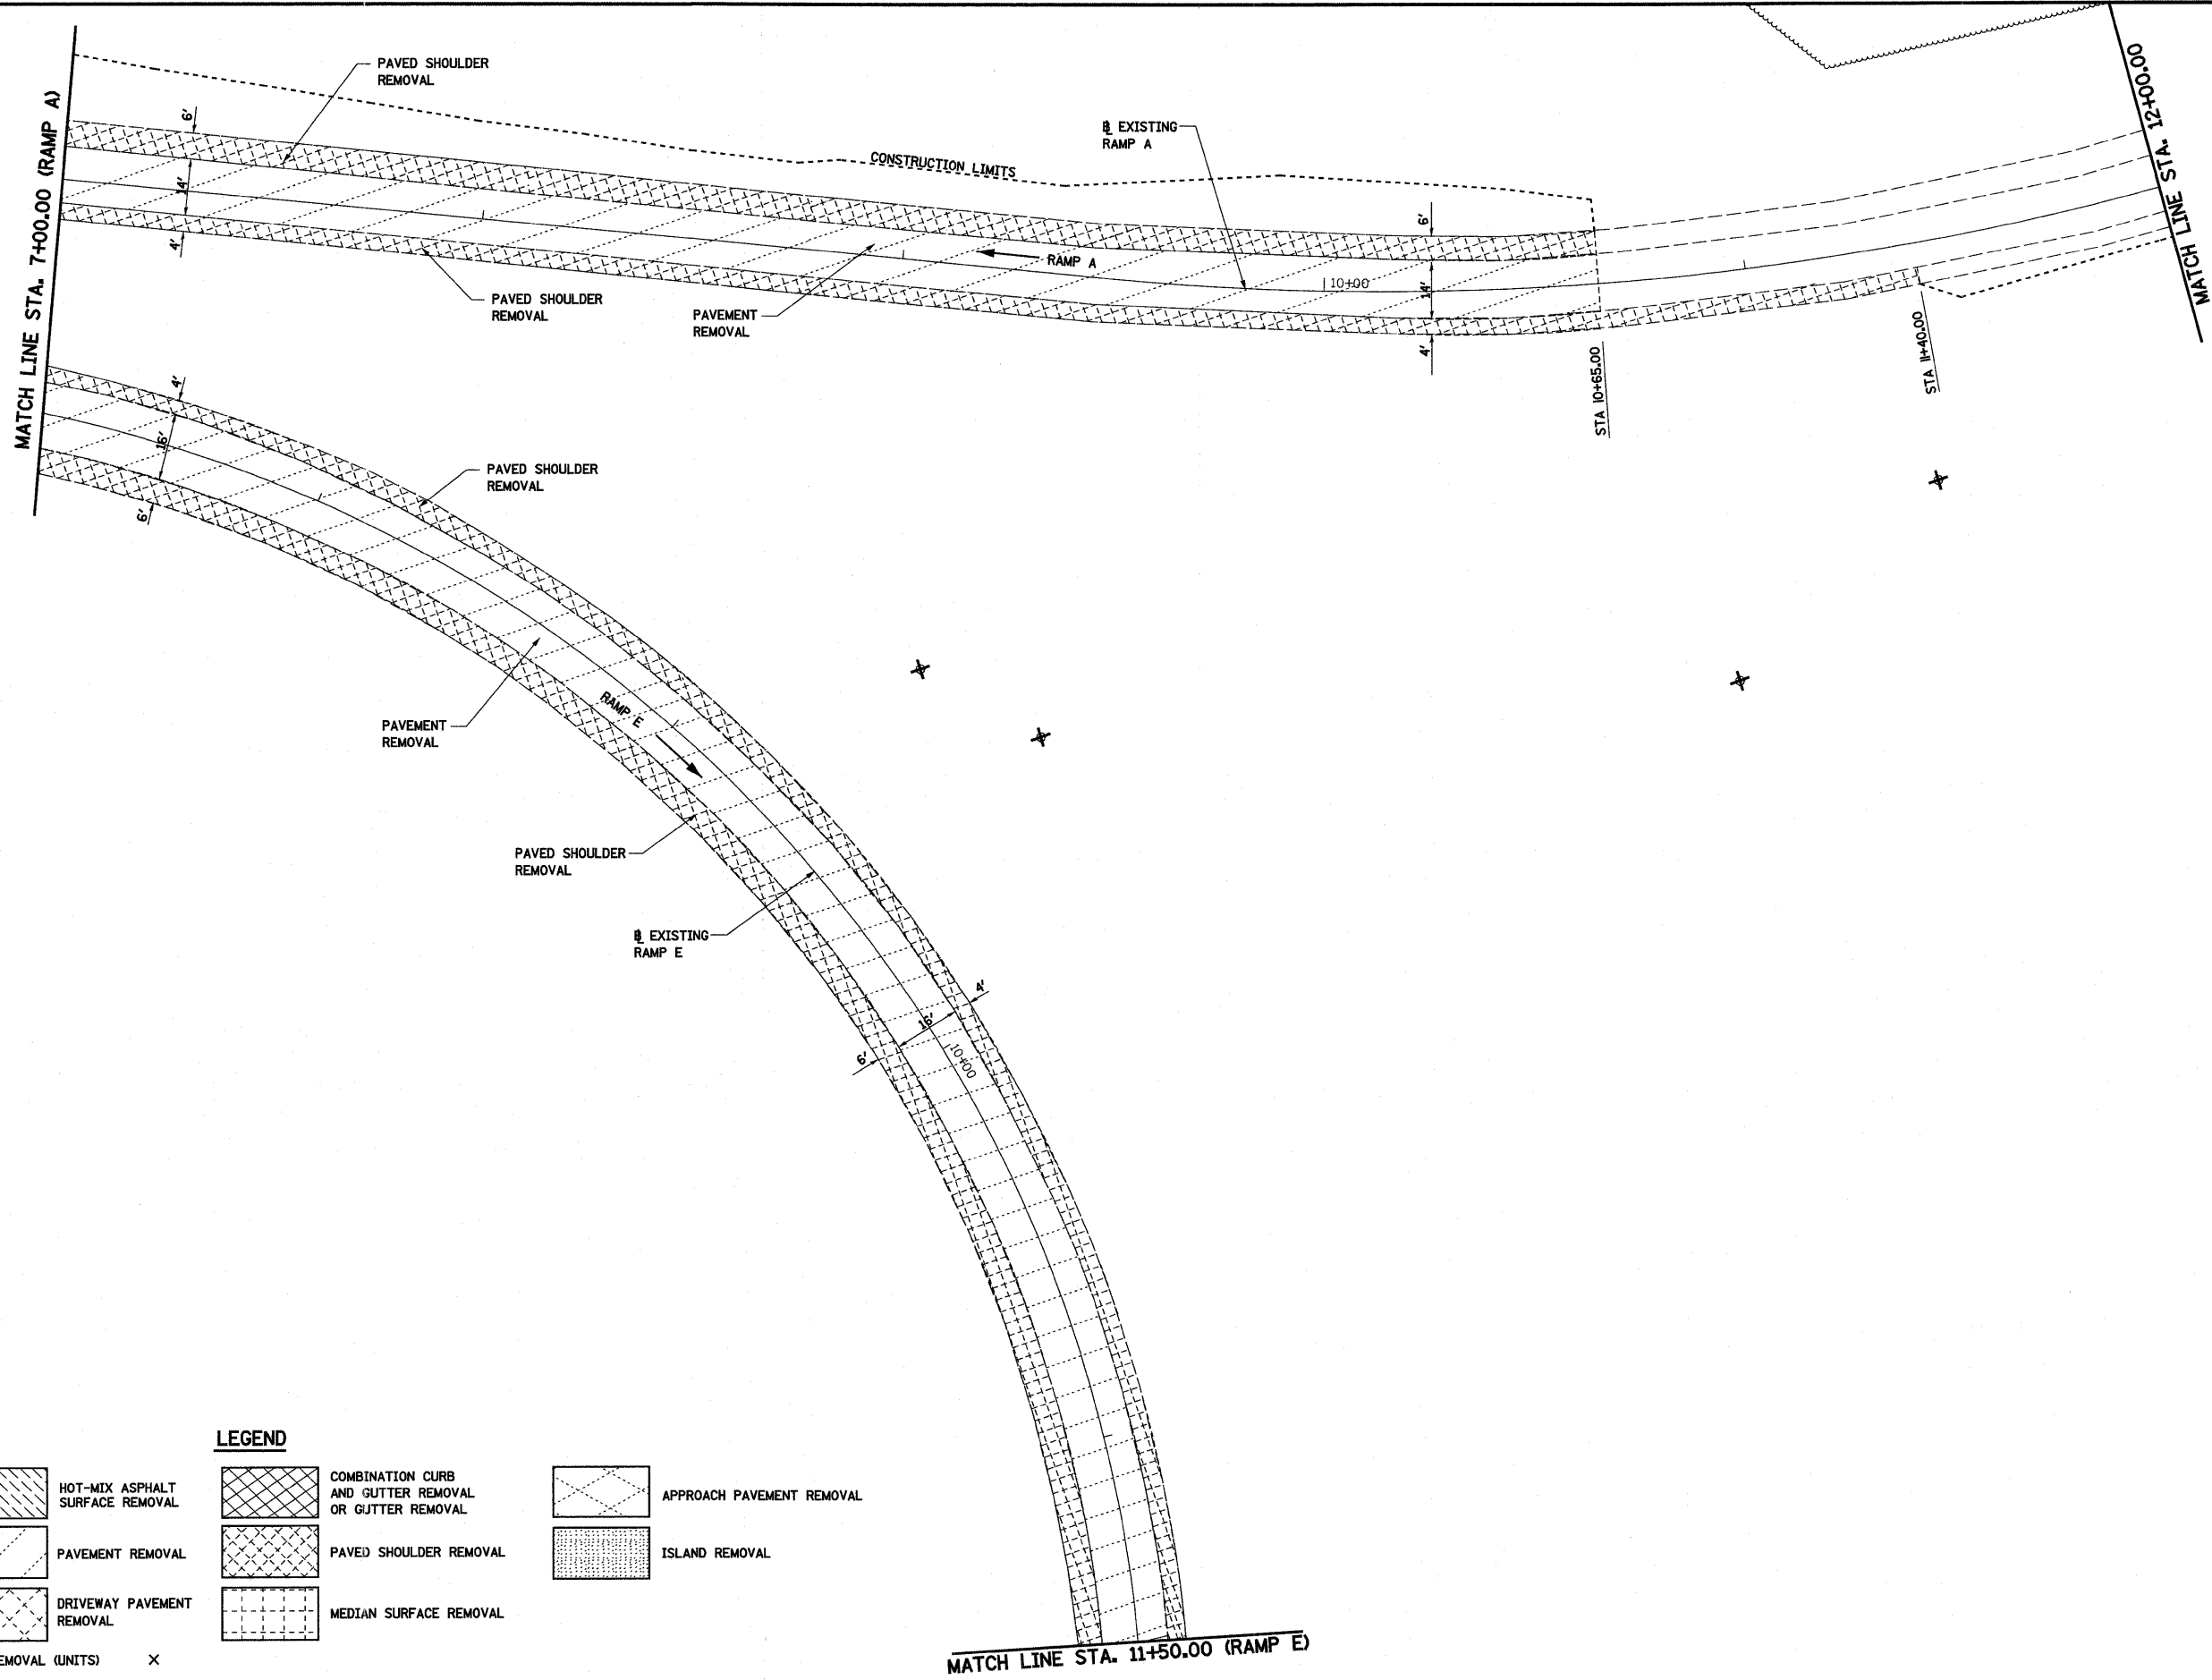 MATCH LINE STA. 7+00.00 (RAMP A)
PAVED SHOULDER
REMOVAL
6'
14'
4'
CONSTRUCTION LIMITS
EXISTING
RAMP A
RAMP A
10+00
6'
14'
4'
PAVED SHOULDER
REMOVAL
PAVEMENT
REMOVAL
STA 10+65.00
STA 11+40.00
MATCH LINE STA. 12+00.00
4'
16'
6'
PAVED SHOULDER
REMOVAL
PAVEMENT
REMOVAL
RAMP E
PAVED SHOULDER
REMOVAL
EXISTING
RAMP E
4'
16'
6'
10+00
MATCH LINE STA. 11+50.00 (RAMP E)
LEGEND
HOT-MIX ASPHALT
SURFACE REMOVAL
PAVEMENT REMOVAL
DRIVEWAY PAVEMENT
REMOVAL
EMOVAL (UNITS) X
COMBINATION CURB
AND GUTTER REMOVAL
OR GUTTER REMOVAL
PAVED SHOULDER REMOVAL
MEDIAN SURFACE REMOVAL
APPROACH PAVEMENT REMOVAL
ISLAND REMOVAL